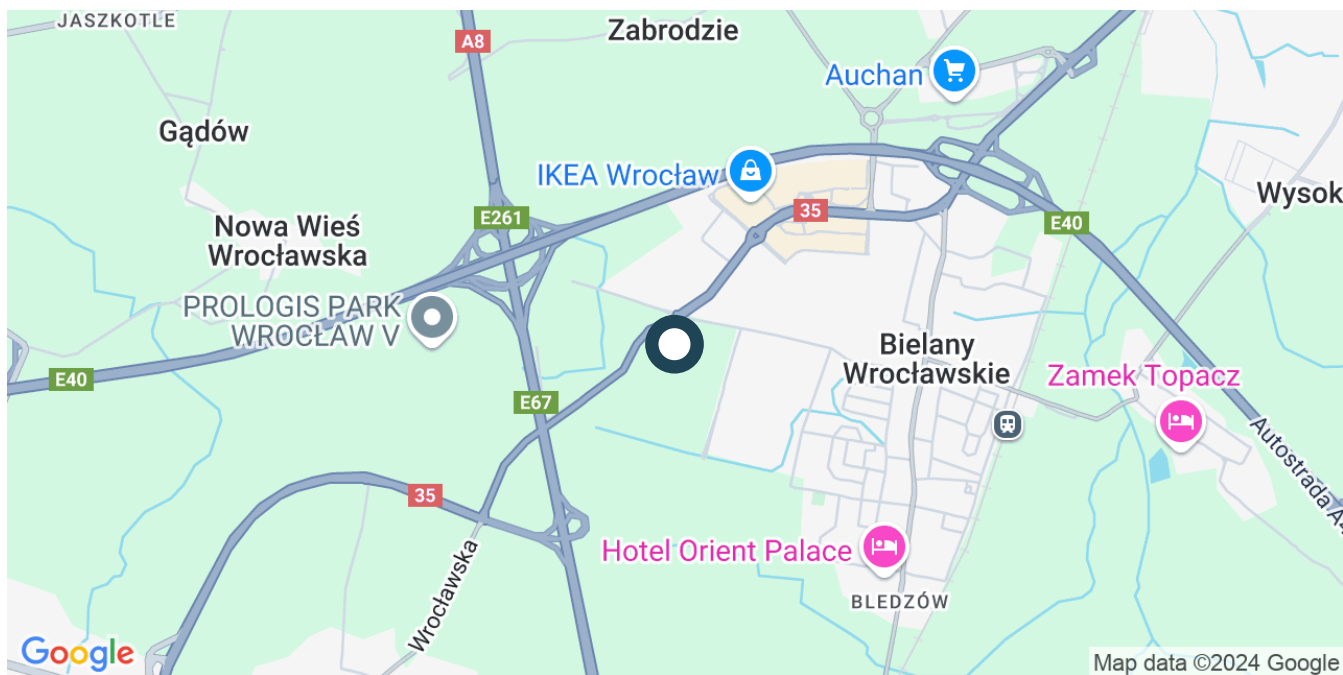 JASZKOTLE
A8
Zabrodzie
Auchan
Gądów
IKEA Wrocław
35
Wysok
E261
E40
Nowa Wieś
Wrocławska
PROLOGIS PARK
WROCŁAW V
E40
Bielany
Wrocławskie
Zamek Topacz
E67
Autostrada A4
35
Wrocławska
Hotel Orient Palace
BLEDZÓW
Google
Map data ©2024 Google